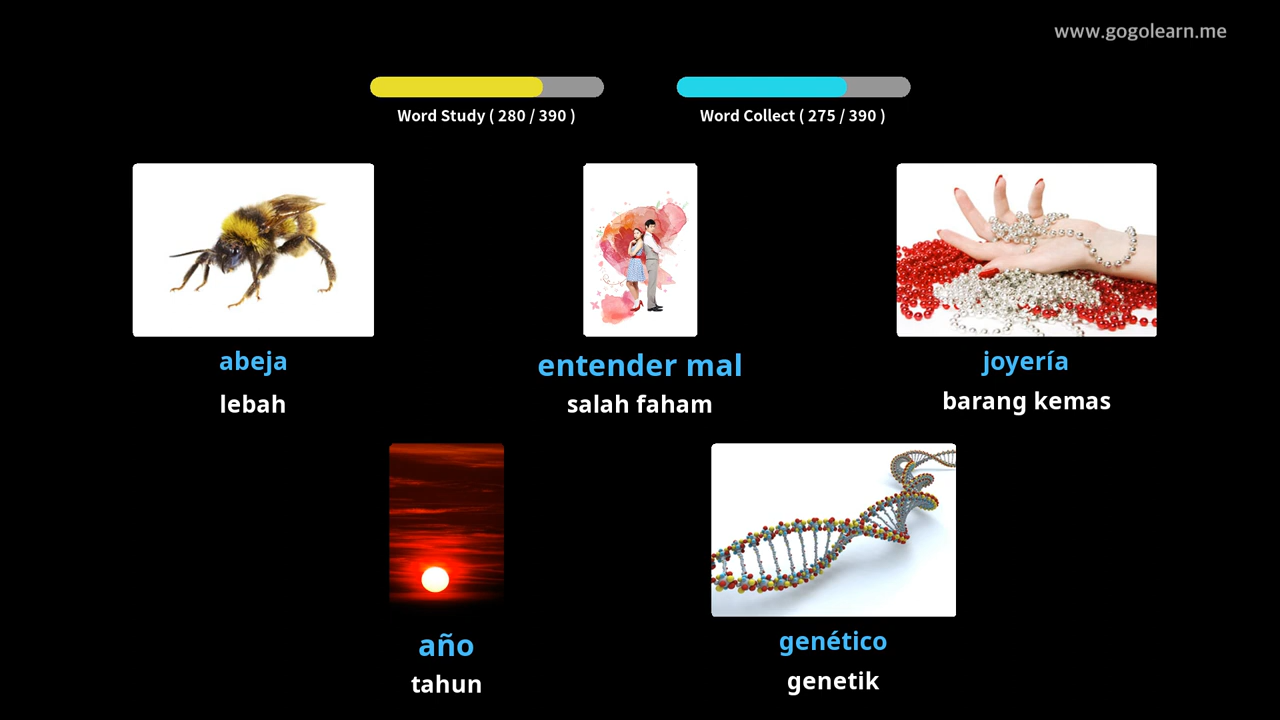 www.gogolearn.me
Word Study ( 280 / 390 )
Word Collect ( 275 / 390 )
abeja
lebah
entender mal
salah faham
joyería
barang kemas
año
tahun
genético
genetik